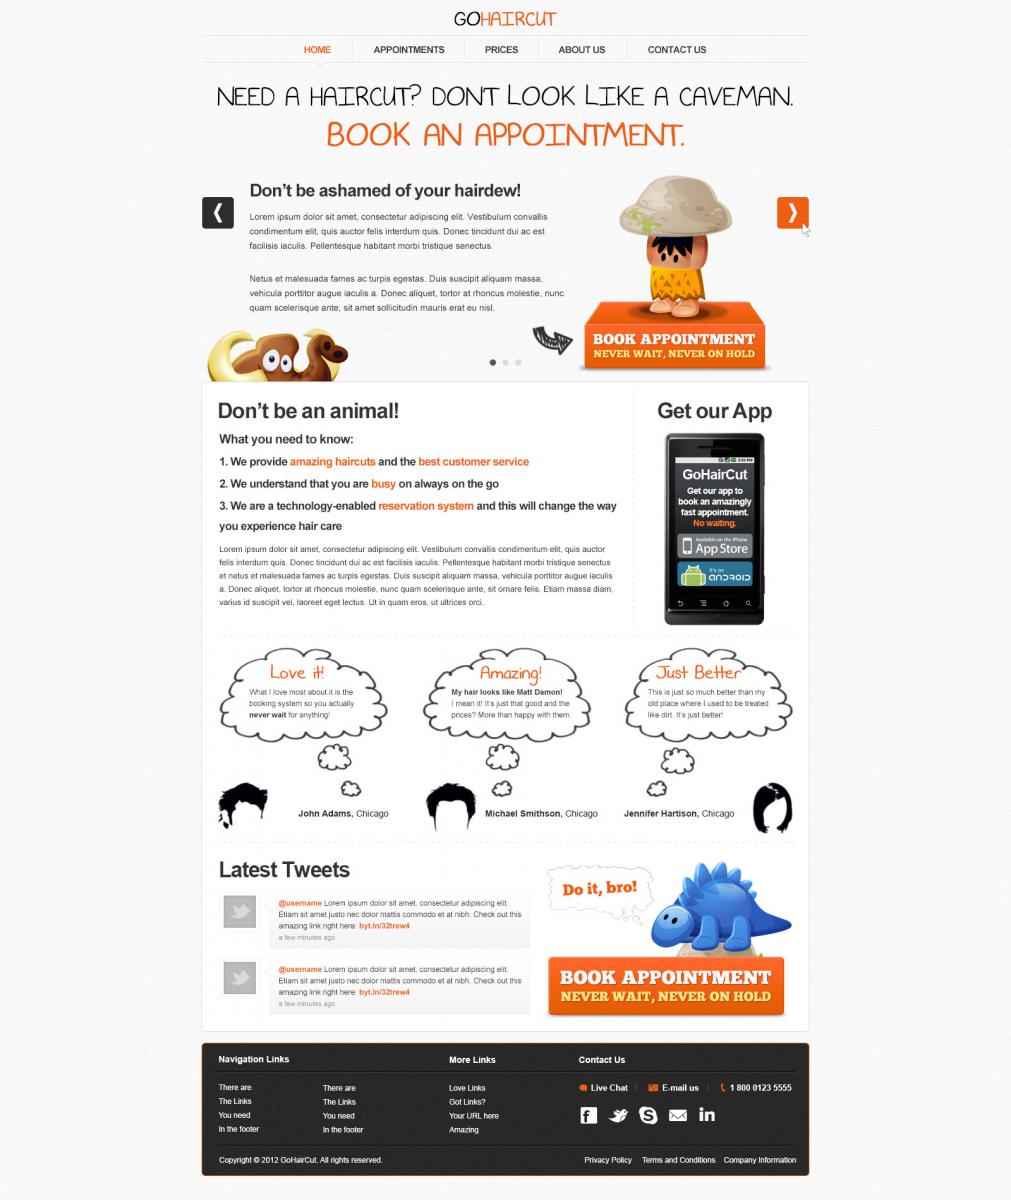 GOHAIRCUT
HOME APPOINTMENTS PRICES ABOUT US CONTACT US
NEED A HAIRCUT? DONT LOOK LIKE A CAVEMAN.
BOOK AN APPOINTMENT.
Don't be ashamed of your hairdew!
Lorem ipsum dolor sit amet, consectetur adipiscing elit. Vestibulum convallis
condimentum elit, quis auctor felis interdum quis. Donec tincidunt dui ac est
facilisis iaculis. Pellentesque habitant morbi tristique senectus.
Netus et malesuada fames ac turpis egestas. Duis suscipit aliquam massa,
vehicula porttitor augue iaculis a. Donec aliquet, tortor at rhoncus molestie, nunc
quam scelerisque ante, sit amet sollicitudin mauris erat eu nisl.
BOOK APPOINTMENT
NEVER WAIT, NEVER ON HOLD
Don't be an animal!
What you need to know:
1. We provide amazing haircuts and the best customer service
2. We understand that you are busy on always on the go
3. We are a technology-enabled reservation system and this will change the way
you experience hair care
Lorem ipsum dolor sit amet, consectetur adipiscing elit. Vestibulum convallis condimentum elit, quis auctor
felis interdum quis. Donec tincidunt dui ac est facilisis iaculis. Pellentesque habitant morbi tristique senectus
et netus et malesuada fames ac turpis egestas. Duis suscipit aliquam massa, vehicula porttitor augue iaculis
a. Donec aliquet, tortor at rhoncus molestie, nunc quam scelerisque ante, sit ornare felis. Etiam massa diam,
varius id suscipit vel, laoreet eget lectus. Ut in quam eros, ut ultrices orci.
Get our App
2:55 PM
GoHairCut
Get our app to
book an amazingly
fast appointment.
No waiting.
Available on the iPhone
App Store
It's on
ANDROID
Love it!
What I love most about it is the
booking system so you actually
never wait for anything!
John Adams, Chicago
Amazing!
My hair looks like Matt Damon!
I mean it! It's just that good and the
prices? More than happy with them.
Michael Smithson, Chicago
Just Better
This is just so much better than my
old place where I used to be treated
like dirt. It's just better!
Jennifer Hartison, Chicago
Latest Tweets
@username Lorem ipsum dolor sit amet, consectetur adipiscing elit.
Etiam sit amet justo nec dolor mattis commodo et at nibh. Check out this
amazing link right here: byt.ln/32trew4
a few minutes ago
@username Lorem ipsum dolor sit amet, consectetur adipiscing elit.
Etiam sit amet justo nec dolor mattis commodo et at nibh. Check out this
amazing link right here: byt.ln/32trew4
a few minutes ago
Do it, bro!
BOOK APPOINTMENT
NEVER WAIT, NEVER ON HOLD
Navigation Links
There are
The Links
You need
In the footer
There are
The Links
You need
In the footer
More Links
Love Links
Got Links?
Your URL here
Amazing
Contact Us
Live Chat E-mail us 1 800 0123 5555
Copyright © 2012 GoHairCut. All rights reserved.
Privacy Policy Terms and Conditions Company Information